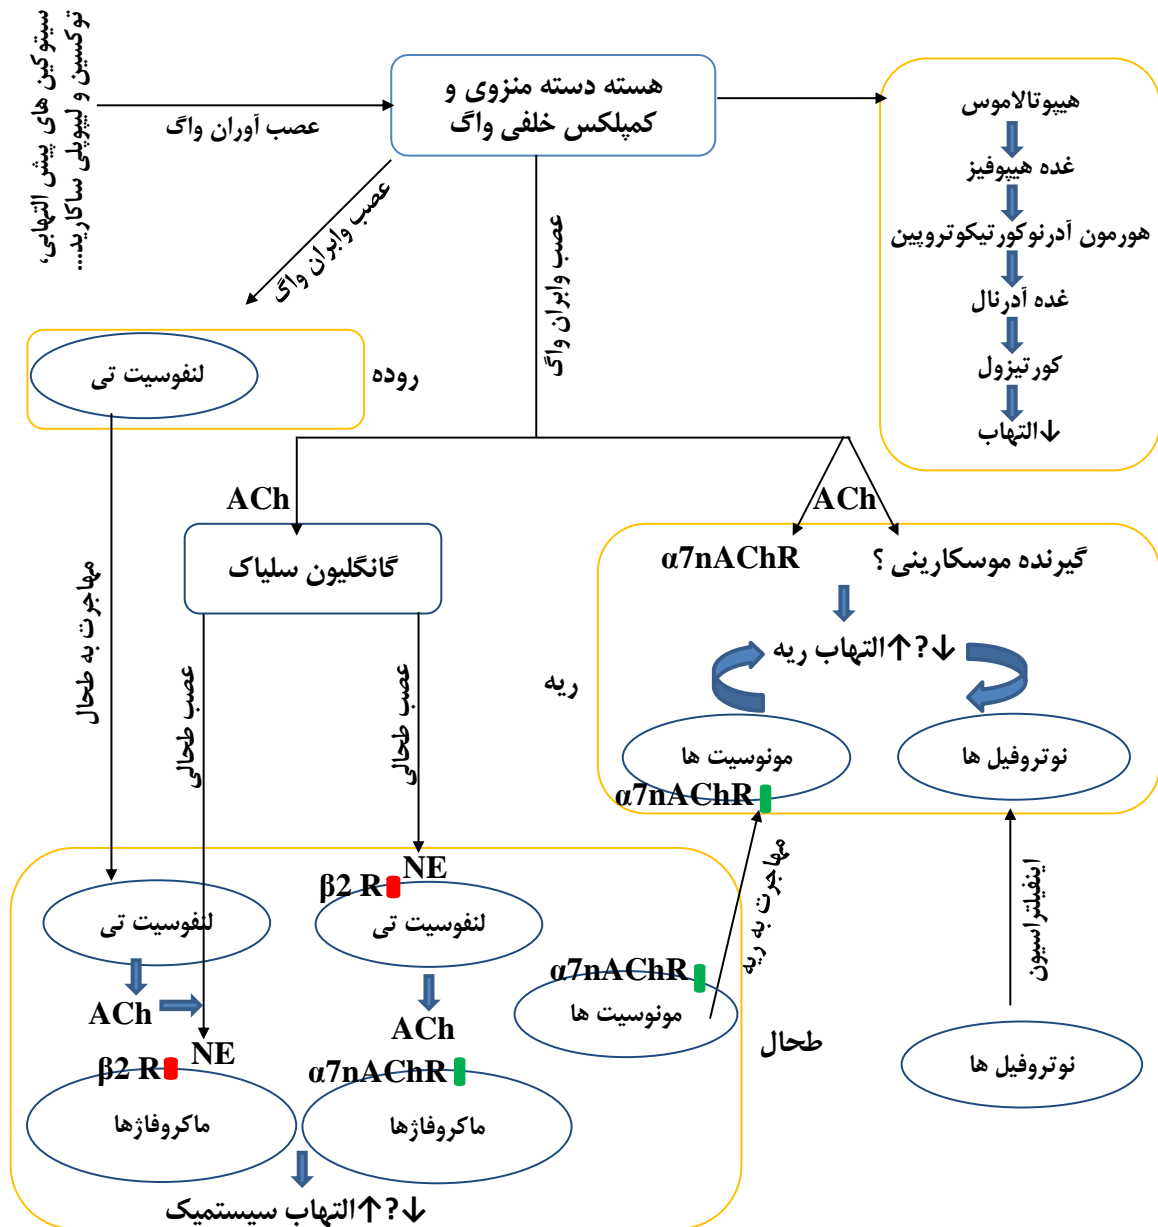 سیتوکین های پیش التهابی،
توکسین و لیپوپلی ساکارید...
عصب آوران واگ
هسته دسته منزوی و
کمپلکس خلفی واگ
هیپوتالاموس
غده هیپوفیز
هورمون آدرنوکورتیکوتروپین
غده آدرنال
کورتیزول
التهاب↓
عصب وابران واگ
عصب وابران واگ
روده
لنفوسیت تی
مهاجرت به طحال
ACh
گانگلیون سلیاک
عصب طحالی
عصب طحالی
ACh
گیرنده موسکارینی ؟
α7nAChR
التهاب ریه↑?↓
ریه
مونوسیت ها
نوتروفیل ها
α7nAChR
مهاجرت به ریه
اینفیلتراسیون
NE
β2 R
لنفوسیت تی
لنفوسیت تی
ACh
ACh
α7nAChR
مونوسیت ها
طحال
نوتروفیل ها
NE
β2 R
α7nAChR
ماکروفاژها
ماکروفاژها
التهاب سیستمیک↑?↓